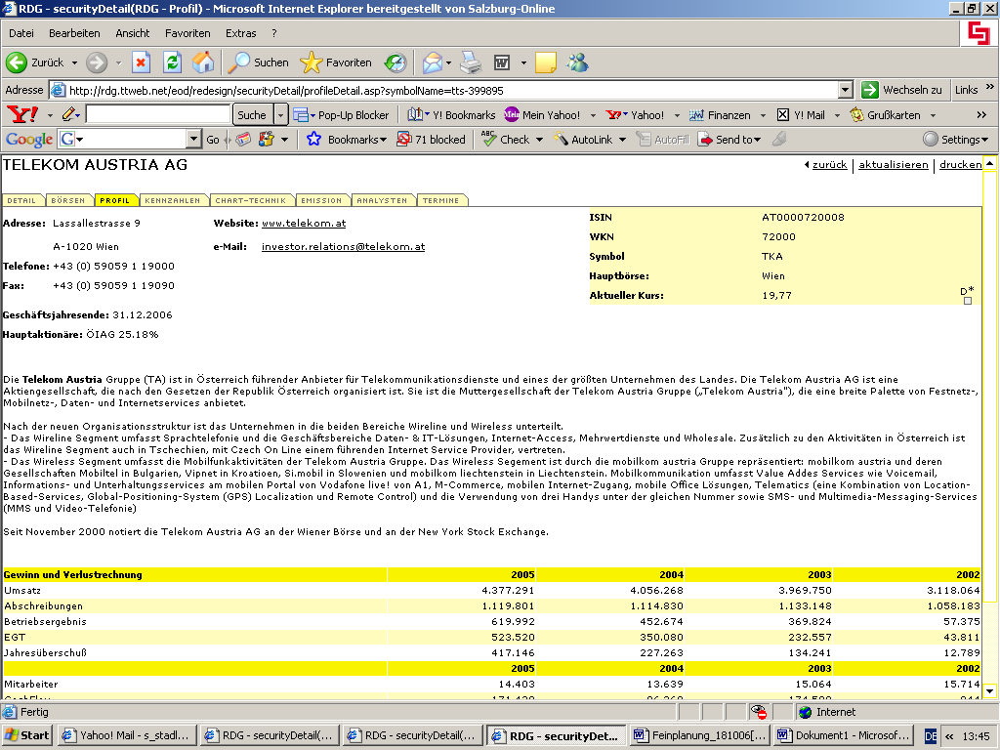 RDG - securityDetail(RDG - Profil) - Microsoft Internet Explorer bereitgestellt von Salzburg-Online
Datei Bearbeiten Ansicht Favoriten Extras ?
Zurück Suchen Favoriten
Adresse http://rdg.ttweb.net/eod/redesign/securityDetail/profileDetail.asp?symbolName=tts-399895 Wechseln zu Links »
Y! Suche Pop-Up Blocker Y! Bookmarks Mein Yahoo! Yahoo! Finanzen Y! Mail Grußkarten »
Google G Go Bookmarks 71 blocked ABC Check AutoLink AutoFill Send to Settings
TELEKOM AUSTRIA AG zurück | aktualisieren | drucken
DETAIL BÖRSEN PROFIL KENNZAHLEN CHART-TECHNIK EMISSION ANALYSTEN TERMINE
Adresse: Lassallestrasse 9 Website: www.telekom.at
A-1020 Wien e-Mail: investor.relations@telekom.at
Telefone: +43 (0) 59059 1 19000
Fax: +43 (0) 59059 1 19090
Geschäftsjahresende: 31.12.2006
Hauptaktionäre: ÖIAG 25.18%
ISIN AT0000720008
WKN 72000
Symbol TKA
Hauptbörse: Wien
Aktueller Kurs: 19,77 D*
Die Telekom Austria Gruppe (TA) ist in Österreich führender Anbieter für Telekommunikationsdienste und eines der größten Unternehmen des Landes. Die Telekom Austria AG ist eine
Aktiengesellschaft, die nach den Gesetzen der Republik Österreich organisiert ist. Sie ist die Muttergesellschaft der Telekom Austria Gruppe („Telekom Austria"), die eine breite Palette von Festnetz-,
Mobilnetz-, Daten- und Internetservices anbietet.
Nach der neuen Organisationsstruktur ist das Unternehmen in die beiden Bereiche Wireline und Wireless unterteilt.
- Das Wireline Segment umfasst Sprachtelefonie und die Geschäftsbereiche Daten- & IT-Lösungen, Internet-Access, Mehrwertdienste und Wholesale. Zusätzlich zu den Aktivitäten in Österreich ist
das Wireline Segment auch in Tschechien, mit Czech On Line einem führenden Internet Service Provider, vertreten.
- Das Wireless Segment umfasst die Mobilfunkaktivitäten der Telekom Austria Gruppe. Das Wireless Segement ist durch die mobilkom austria Gruppe repräsentiert: mobilkom austria und deren
Gesellschaften Mobiltel in Bulgarien, Vipnet in Kroatioen, Si.mobil in Slowenien und mobilkom liechtenstein in Liechtenstein. Mobilkommunikation umfasst Value Addes Services wie Voicemail,
Informations- und Unterhaltungsservices am mobilen Portal von Vodafone live! von A1, M-Commerce, mobilen Internet-Zugang, mobile Office Lösungen, Telematics (eine Kombination von Location-
Based-Services, Global-Positioning-System (GPS) Localization und Remote Control) und die Verwendung von drei Handys unter der gleichen Nummer sowie SMS- und Multimedia-Messaging-Services
(MMS und Video-Telefonie)
Seit November 2000 notiert die Telekom Austria AG an der Wiener Börse und an der New York Stock Exchange.
Gewinn und Verlustrechnung 2005 2004 2003 2002
Umsatz 4.377.291 4.056.268 3.969.750 3.118.064
Abschreibungen 1.119.801 1.114.830 1.133.148 1.058.183
Betriebsergebnis 619.992 452.674 369.824 57.375
EGT 523.520 350.080 232.557 43.811
Jahresüberschuß 417.146 227.263 134.241 12.789
2005 2004 2003 2002
Mitarbeiter 14.403 13.639 15.064 15.714
Fertig Internet
Start Yahoo! Mail - s_stadl... RDG - securityDetail(... RDG - securityDetail(... RDG - securityDet... Feinplanung_181006[... Dokument1 - Microsof... DE « 13:45